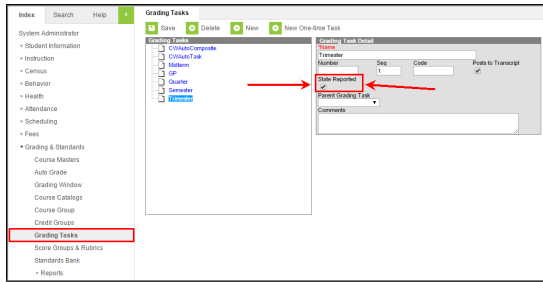 Index Search Help <
System Administrator
Student Information
Instruction
Census
Behavior
Health
Attendance
Scheduling
Fees
Grading & Standards
Course Masters
Auto Grade
Grading Window
Course Catalogs
Course Group
Credit Groups
Grading Tasks
Score Groups & Rubrics
Standards Bank
Reports
Grading Tasks
Save Delete New New One-time Task
Grading Tasks
CWAutoComposite
CWAutoTask
Midterm
GP
Quarter
Semester
Trimester
Grading Task Detail
*Name
Trimester
Number Seq Code Posts to Transcript
1
State Reported
Parent Grading Task
Comments